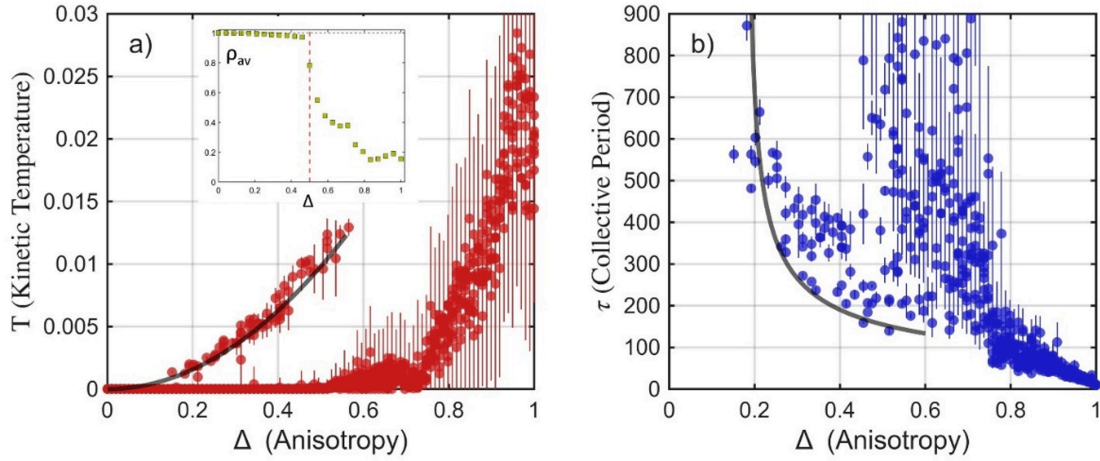 a)
T (Kinetic Temperature)
0.03
0.025
0.02
0.015
0.01
0.005
0
0 0.2 0.4 0.6 0.8 1
Δ (Anisotropy)
ρav
1
0.8
0.6
0.4
0.2
0 0.2 0.4 0.6 0.8 1
Δ
b)
τ (Collective Period)
900
800
700
600
500
400
300
200
100
0
0 0.2 0.4 0.6 0.8 1
Δ (Anisotropy)